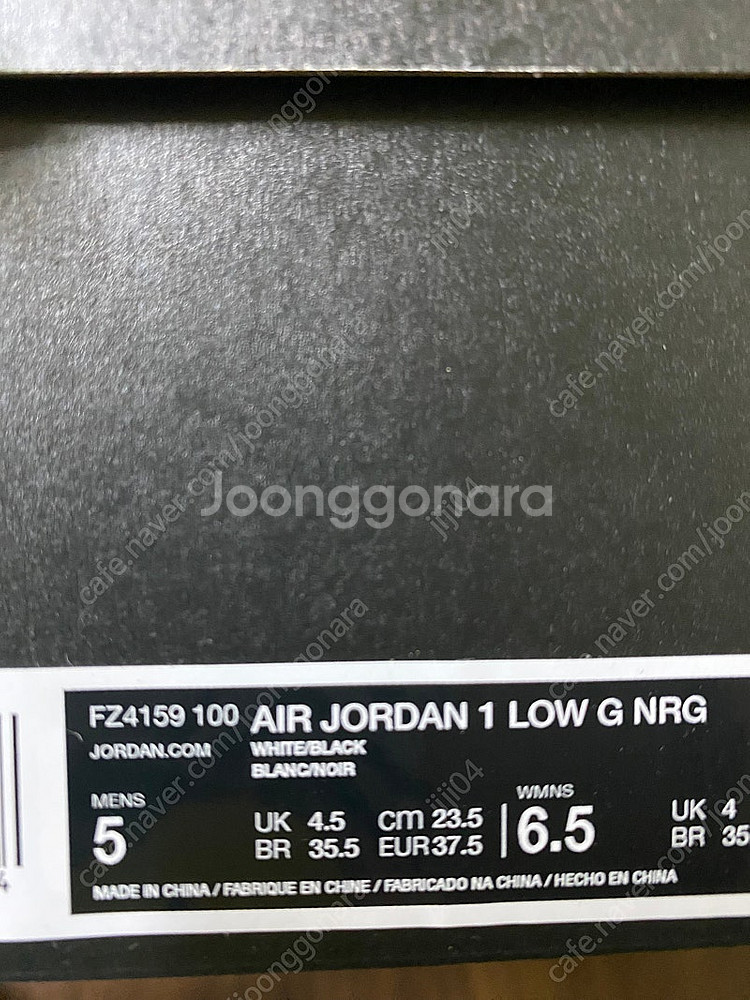 Joonggonara
cafe.naver.com/joonggonara
jiji04
FZ4159 100 AIR JORDAN 1 LOW G NRG
JORDAN.COM WHITE/BLACK
BLANC/NOIR
MENS
5
UK 4.5 CM 23.5
BR 35.5 EUR 37.5
WMNS
6.5
UK 4
BR 35
MADE IN CHINA / FABRIQUE EN CHINE / FABRICADO NA CHINA / HECHO EN CHINA